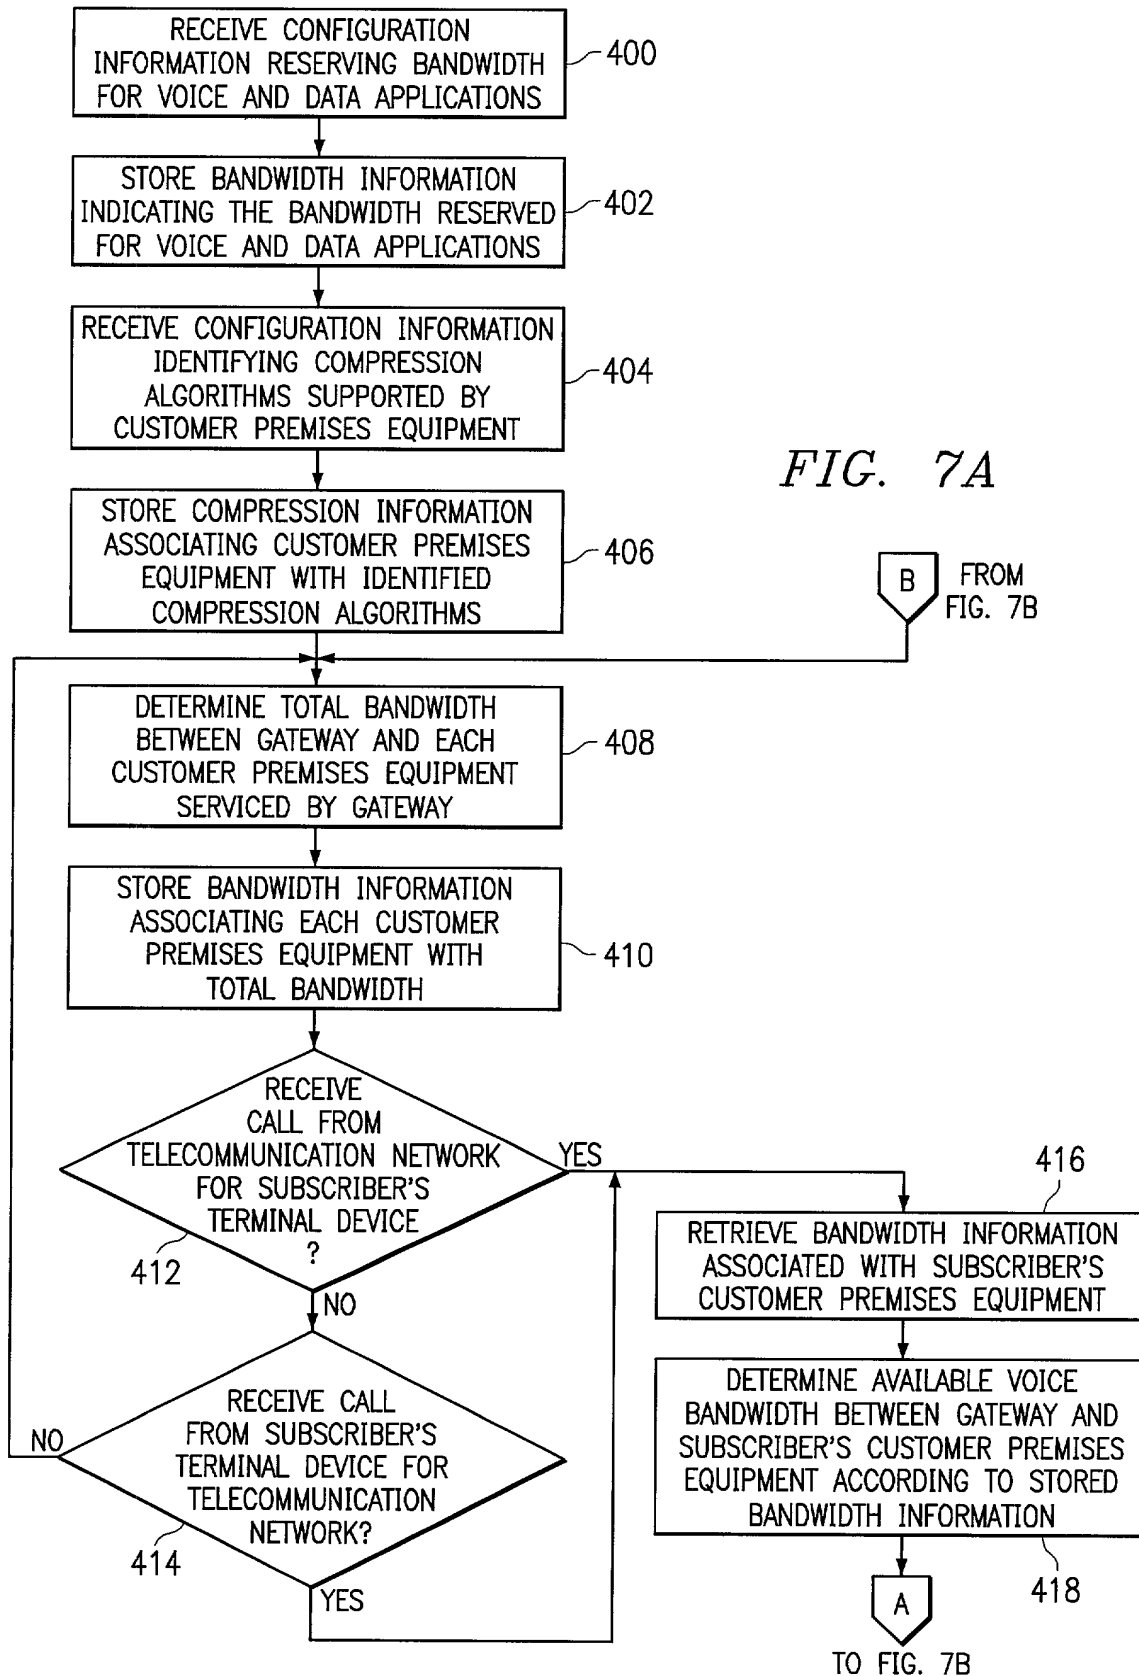 RECEIVE CONFIGURATION
INFORMATION RESERVING BANDWIDTH
FOR VOICE AND DATA APPLICATIONS
400
STORE BANDWIDTH INFORMATION
INDICATING THE BANDWIDTH RESERVED
FOR VOICE AND DATA APPLICATIONS
402
RECEIVE CONFIGURATION INFORMATION
IDENTIFYING COMPRESSION
ALGORITHMS SUPPORTED BY
CUSTOMER PREMISES EQUIPMENT
404
FIG. 7A
STORE COMPRESSION INFORMATION
ASSOCIATING CUSTOMER PREMISES
EQUIPMENT WITH IDENTIFIED
COMPRESSION ALGORITHMS
406
B
FROM
FIG. 7B
DETERMINE TOTAL BANDWIDTH
BETWEEN GATEWAY AND EACH
CUSTOMER PREMISES EQUIPMENT
SERVICED BY GATEWAY
408
STORE BANDWIDTH INFORMATION
ASSOCIATING EACH CUSTOMER
PREMISES EQUIPMENT WITH
TOTAL BANDWIDTH
410
RECEIVE
CALL FROM
TELECOMMUNICATION NETWORK
FOR SUBSCRIBER'S
TERMINAL DEVICE
?
412
YES
NO
RECEIVE CALL
FROM SUBSCRIBER'S
TERMINAL DEVICE FOR
TELECOMMUNICATION
NETWORK?
414
NO
YES
416
RETRIEVE BANDWIDTH INFORMATION
ASSOCIATED WITH SUBSCRIBER'S
CUSTOMER PREMISES EQUIPMENT
DETERMINE AVAILABLE VOICE
BANDWIDTH BETWEEN GATEWAY AND
SUBSCRIBER'S CUSTOMER PREMISES
EQUIPMENT ACCORDING TO STORED
BANDWIDTH INFORMATION
418
A
TO FIG. 7B